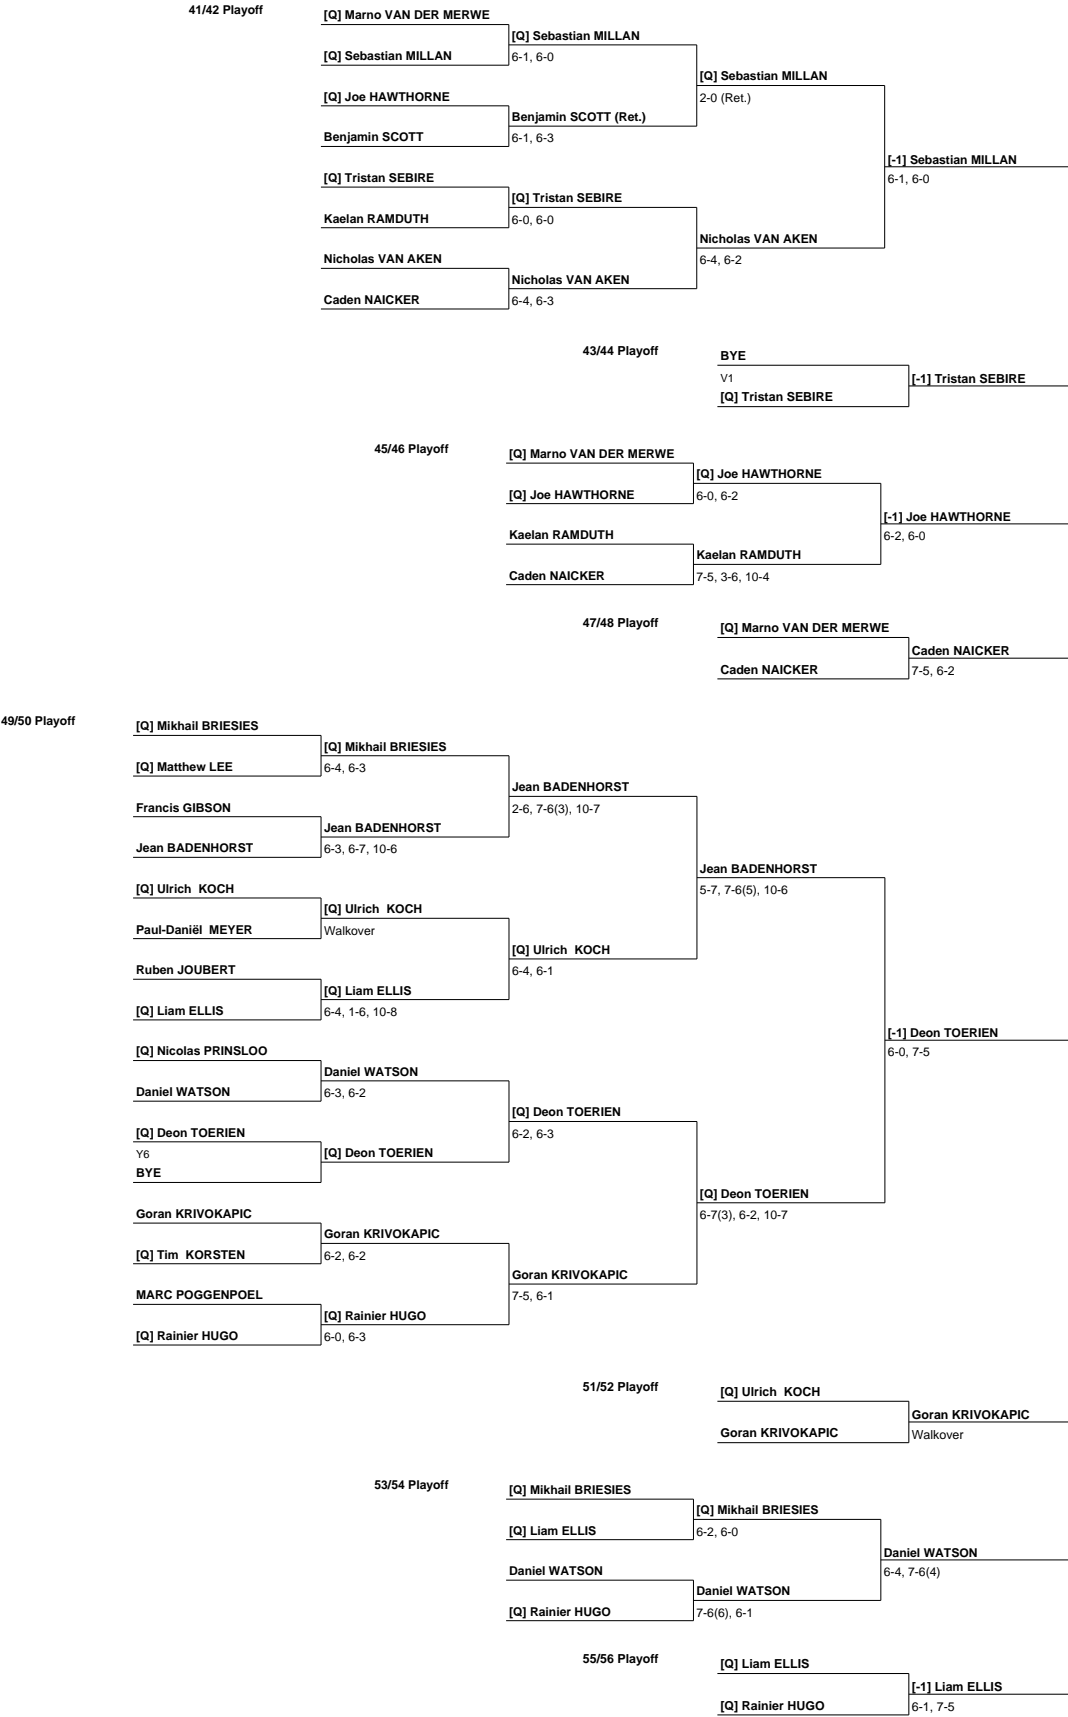 41/42 Playoff
[Q] Marno VAN DER MERWE
[Q] Sebastian MILLAN
[Q] Sebastian MILLAN
6-1, 6-0
[Q] Sebastian MILLAN
2-0 (Ret.)
[Q] Joe HAWTHORNE
Benjamin SCOTT (Ret.)
Benjamin SCOTT
6-1, 6-3
[-1] Sebastian MILLAN
6-1, 6-0
[Q] Tristan SEBIRE
[Q] Tristan SEBIRE
Kaelan RAMDUTH
6-0, 6-0
Nicholas VAN AKEN
6-4, 6-2
Nicholas VAN AKEN
Nicholas VAN AKEN
Caden NAICKER
6-4, 6-3
43/44 Playoff
BYE
V1
[-1] Tristan SEBIRE
[Q] Tristan SEBIRE
45/46 Playoff
[Q] Marno VAN DER MERWE
[Q] Joe HAWTHORNE
[Q] Joe HAWTHORNE
6-0, 6-2
[-1] Joe HAWTHORNE
6-2, 6-0
Kaelan RAMDUTH
Kaelan RAMDUTH
Caden NAICKER
7-5, 3-6, 10-4
47/48 Playoff
[Q] Marno VAN DER MERWE
Caden NAICKER
Caden NAICKER
7-5, 6-2
49/50 Playoff
[Q] Mikhail BRIESIES
[Q] Mikhail BRIESIES
[Q] Matthew LEE
6-4, 6-3
Jean BADENHORST
2-6, 7-6(3), 10-7
Francis GIBSON
Jean BADENHORST
Jean BADENHORST
6-3, 6-7, 10-6
Jean BADENHORST
5-7, 7-6(5), 10-6
[Q] Ulrich  KOCH
[Q] Ulrich  KOCH
Paul-Daniël  MEYER
Walkover
[Q] Ulrich  KOCH
6-4, 6-1
Ruben JOUBERT
[Q] Liam ELLIS
[Q] Liam ELLIS
6-4, 1-6, 10-8
[-1] Deon TOERIEN
6-0, 7-5
[Q] Nicolas PRINSLOO
Daniel WATSON
Daniel WATSON
6-3, 6-2
[Q] Deon TOERIEN
6-2, 6-3
[Q] Deon TOERIEN
Y6
[Q] Deon TOERIEN
BYE
[Q] Deon TOERIEN
6-7(3), 6-2, 10-7
Goran KRIVOKAPIC
Goran KRIVOKAPIC
[Q] Tim  KORSTEN
6-2, 6-2
Goran KRIVOKAPIC
7-5, 6-1
MARC POGGENPOEL
[Q] Rainier HUGO
[Q] Rainier HUGO
6-0, 6-3
51/52 Playoff
[Q] Ulrich  KOCH
Goran KRIVOKAPIC
Goran KRIVOKAPIC
Walkover
53/54 Playoff
[Q] Mikhail BRIESIES
[Q] Mikhail BRIESIES
[Q] Liam ELLIS
6-2, 6-0
Daniel WATSON
6-4, 7-6(4)
Daniel WATSON
Daniel WATSON
[Q] Rainier HUGO
7-6(6), 6-1
55/56 Playoff
[Q] Liam ELLIS
[-1] Liam ELLIS
[Q] Rainier HUGO
6-1, 7-5